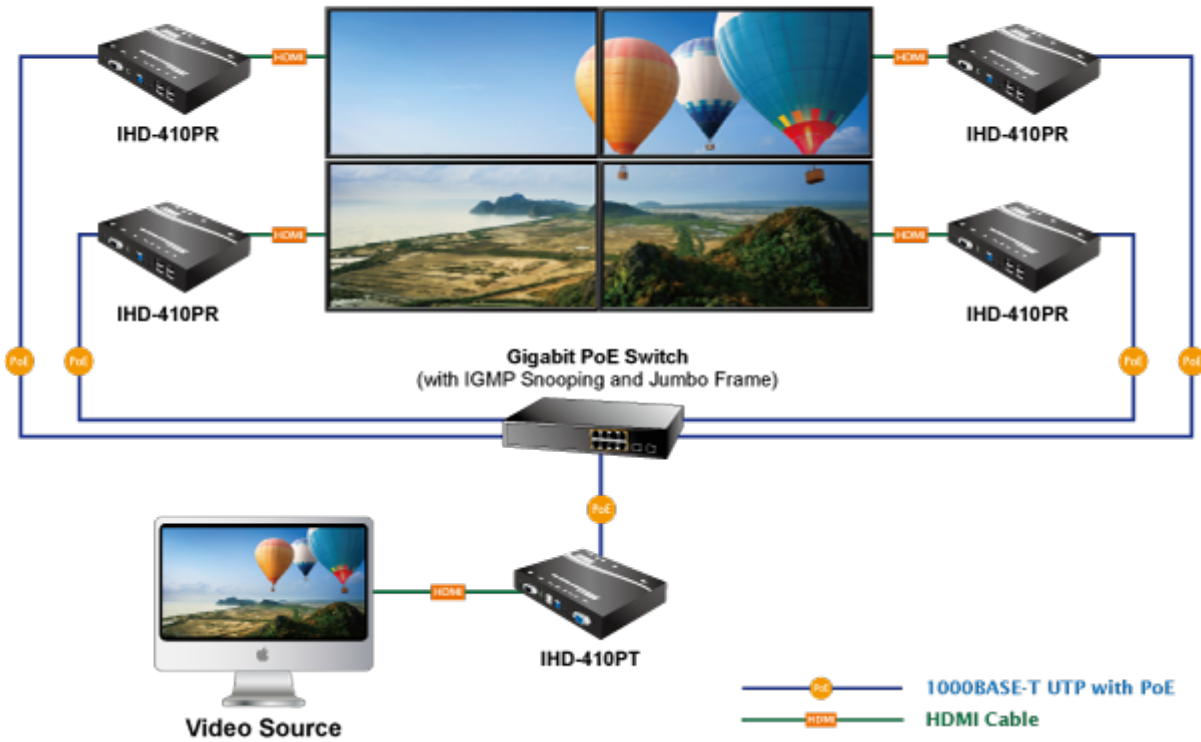 HDMI
HDMI
IHD-410PR
IHD-410PR
HDMI
HDMI
IHD-410PR
IHD-410PR
PoE
PoE
PoE
PoE
Gigabit PoE Switch
(with IGMP Snooping and Jumbo Frame)
PoE
HDMI
IHD-410PT
Video Source
PoE 1000BASE-T UTP with PoE
HDMI HDMI Cable